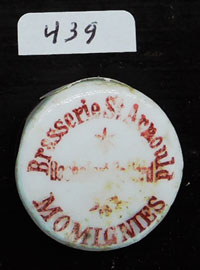 439
Brasserie St Arnould
MOMIGNIES